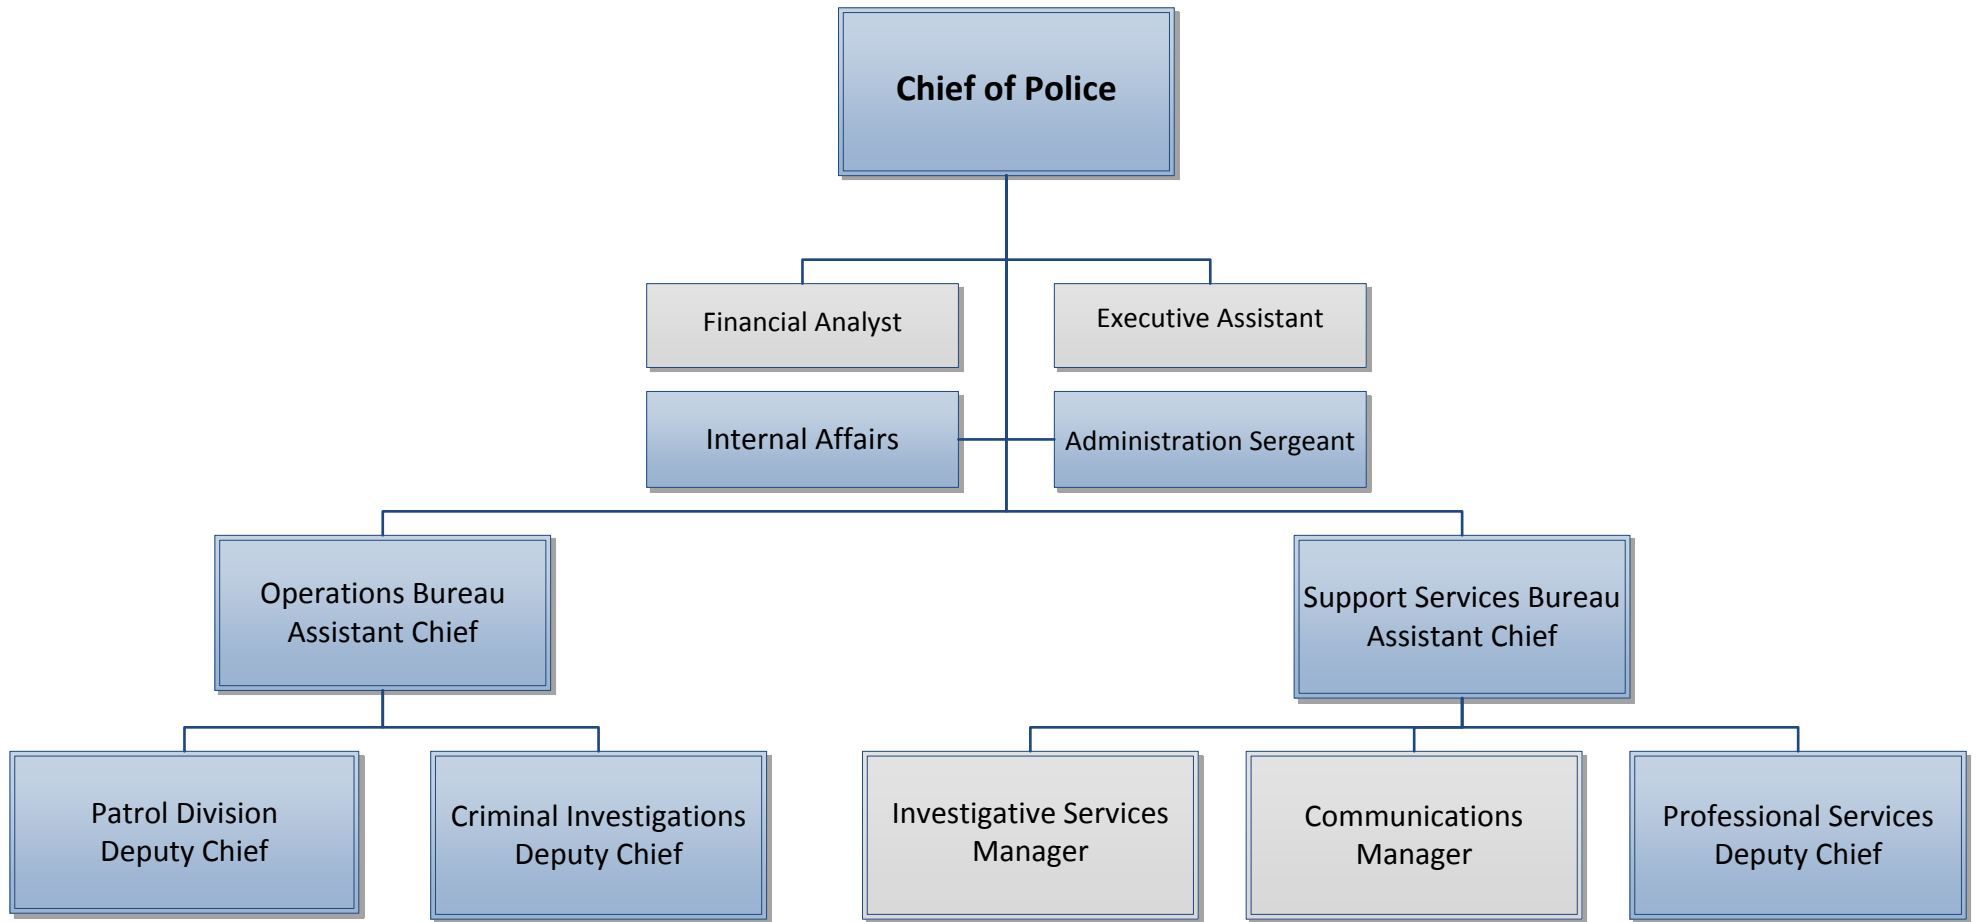 Chief of Police
Financial Analyst
Executive Assistant
Internal Affairs
Administration Sergeant
Operations Bureau
Assistant Chief
Support Services Bureau
Assistant Chief
Patrol Division
Deputy Chief
Criminal Investigations
Deputy Chief
Investigative Services
Manager
Communications
Manager
Professional Services
Deputy Chief